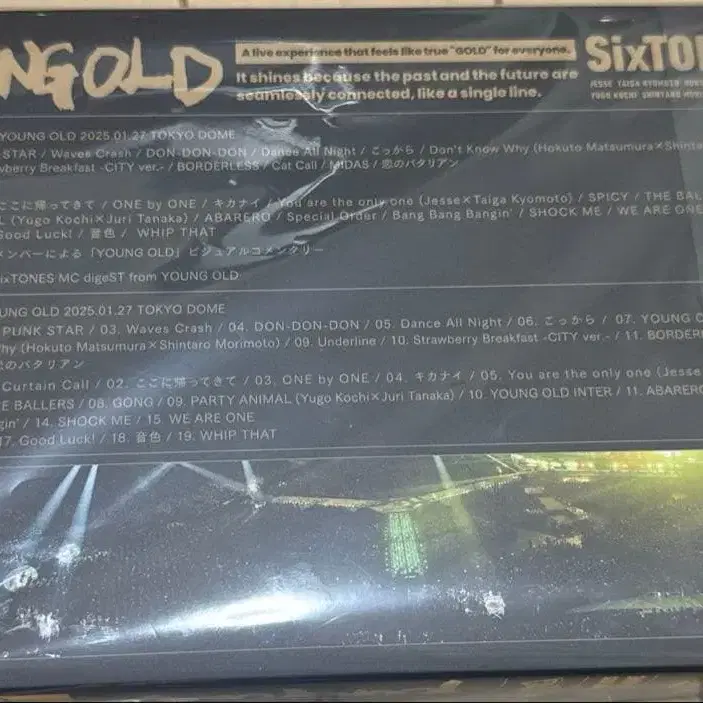 NG OLD
A live experience that feels like true "GOLD" for everyone.
It shines because the past and the future are
seamlessly connected, like a single line.
SixTON
JESSE TAIGA KYOMOTO
YUGO KOCHI SHINTARO
YOUNG OLD 2025.01.27 TOKYO DOME
STAR / Waves Crash / DON-DON-DON / Dance All Night / こっから / Don't Know Why (Hokuto Matsumura×Shinta
wberry Breakfast -CITY ver.- / BORDERLESS / Cat Call / MIDAS / 恋のバタリアン
ここに帰ってきて / ONE by ONE / キカナイ / You are the only one (Jesse×Taiga Kyomoto) / SPICY / THE BAL
L (Yugo Kochi×Juri Tanaka) / ABARERO / Special Order / Bang Bang Bangin' / SHOCK ME / WE ARE ONE
Good Luck! / 音色 / WHIP THAT
メンバーによる「YOUNG OLD」ビジュアルコメンタリー
ixTONES MC digeST from YOUNG OLD
UNG OLD 2025.01.27 TOKYO DOME
PUNK STAR / 03. Waves Crash / 04. DON-DON-DON / 05. Dance All Night / 06. こっから / 07. YOUNG O
hy (Hokuto Matsumura×Shintaro Morimoto) / 09. Underline / 10. Strawberry Breakfast -CITY ver.- / 11. BORDER
恋のバタリアン
Curtain Call / 02. ここに帰ってきて / 03. ONE by ONE / 04. キカナイ / 05. You are the only one (Jesse
E BALLERS / 08. GONG / 09. PARTY ANIMAL (Yugo Kochi×Juri Tanaka) / 10. YOUNG OLD INTER / 11. ABARERO
gin' / 14. SHOCK ME / 15. WE ARE ONE
17. Good Luck! / 18. 音色 / 19. WHIP THAT